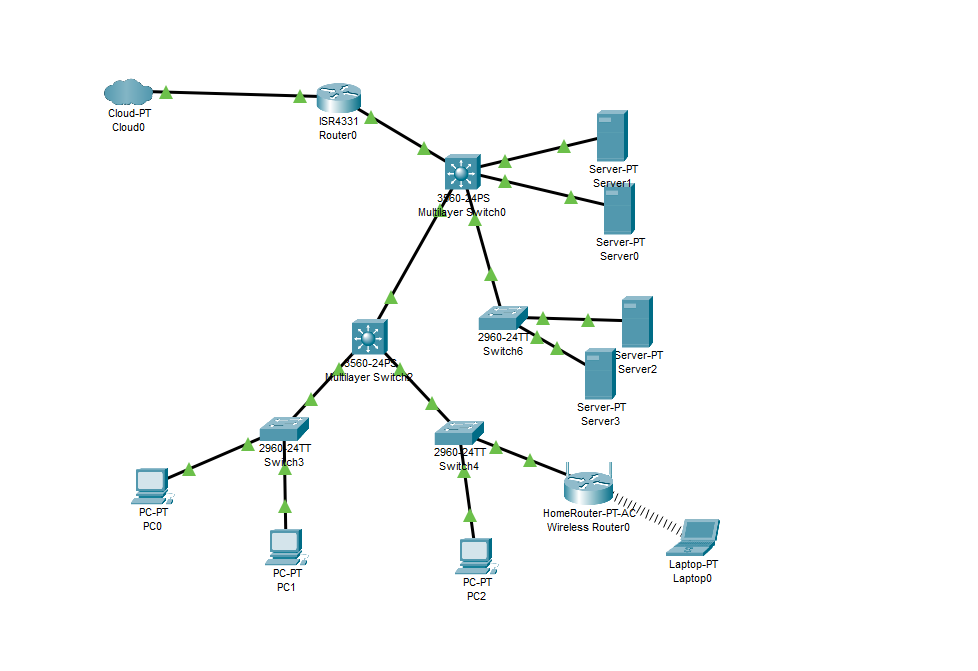 Cloud-PT
Cloud0
ISR4331
Router0
3560-24PS
Multilayer Switch0
Server-PT
Server1
Server-PT
Server0
2960-24TT
Switch6
Server-PT
Server2
Server-PT
Server3
3560-24PS
Multilayer Switch2
2960-24TT
Switch3
2960-24TT
Switch4
PC-PT
PC0
PC-PT
PC1
PC-PT
PC2
HomeRouter-PT-AC
Wireless Router0
Laptop-PT
Laptop0